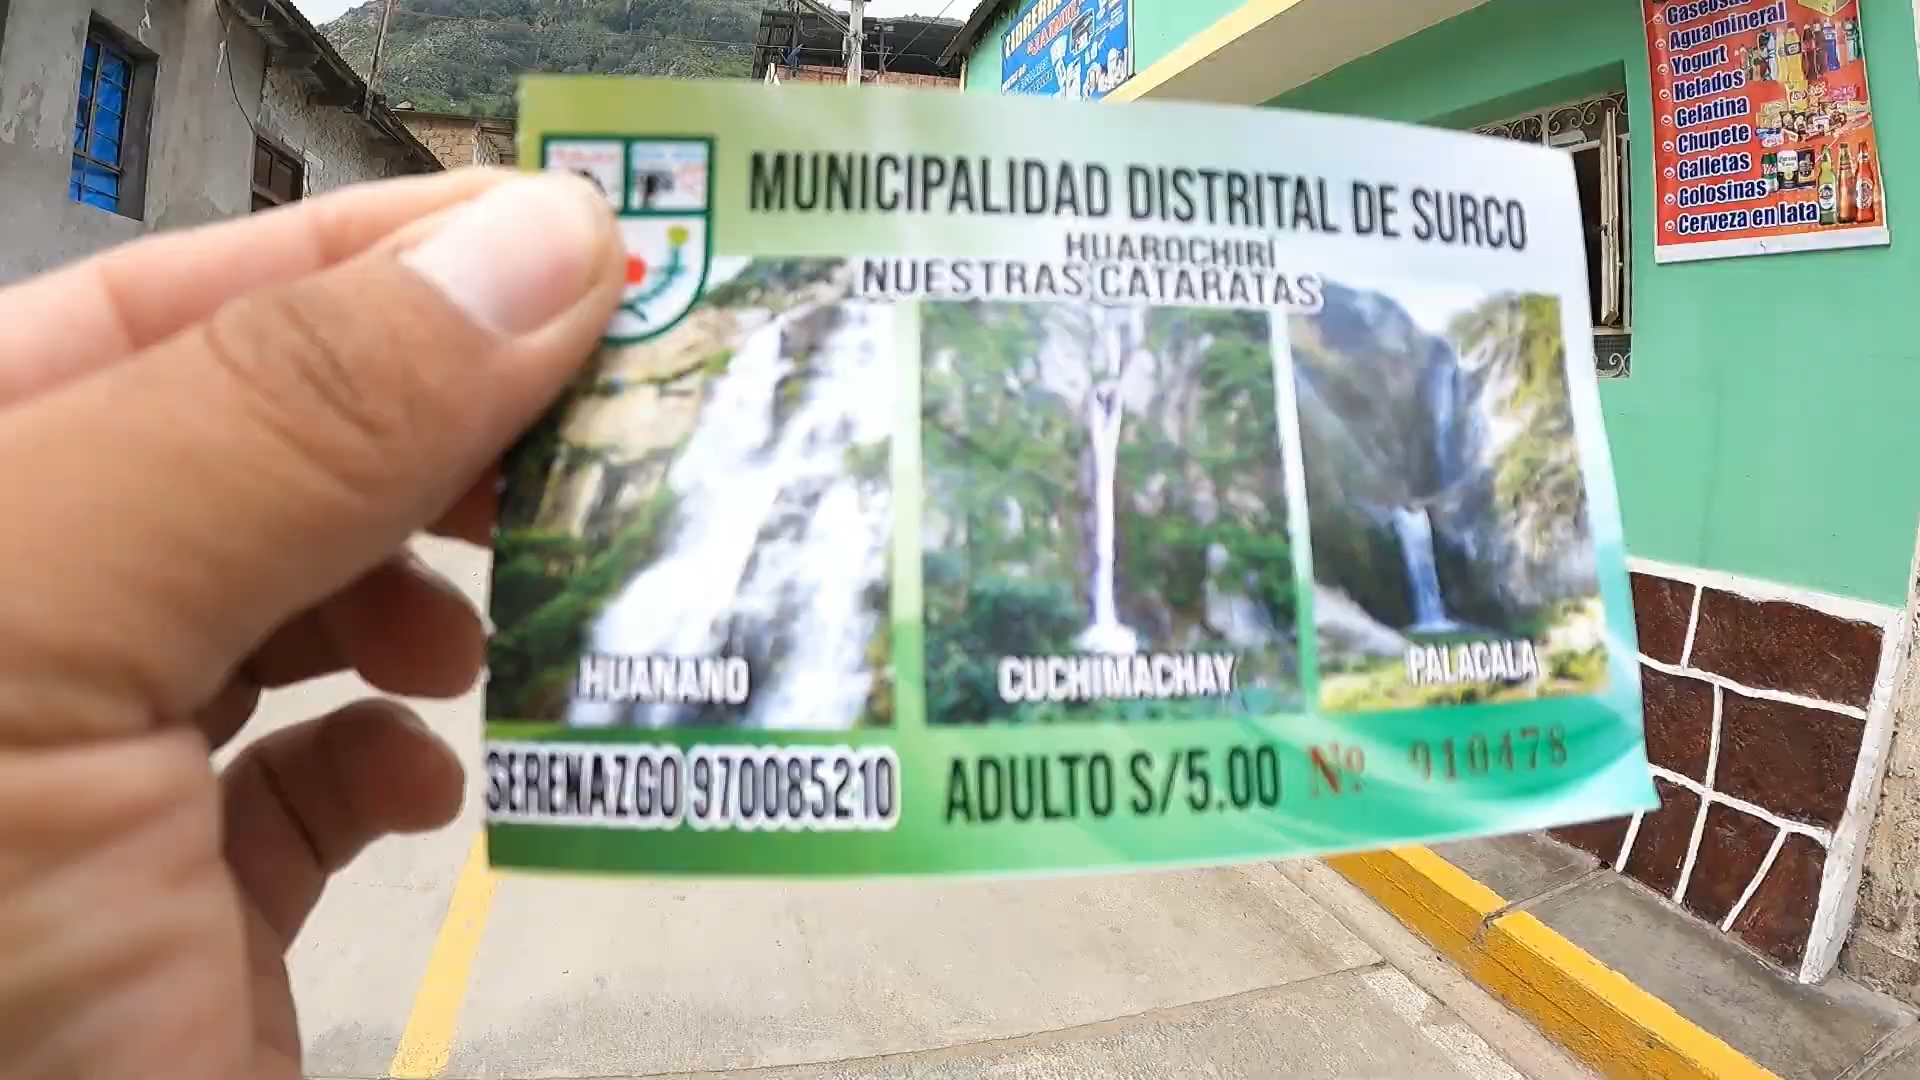 MUNICIPALIDAD DISTRITAL DE SURCO
HUAROCHIRÍ
NUESTRAS CATARATAS
HUANANO
CUCHIMACHAY
PALACALA
SERENAZGO 970085210
ADULTO S/5.00
Nº 010478
LIBRERIA
Gaseosas
Agua mineral
Yogurt
Helados
Gelatina
Chupete
Galletas
Golosinas
Cerveza en lata